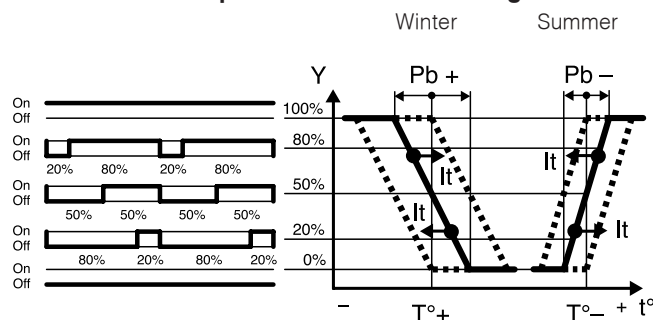 Winter Summer
Y Pb + Pb –
On 100%
Off
On 80%
Off
20% 80% 20% 80%
It It
On 50%
Off
50% 50% 50% 50%
It It
On 20%
Off
80% 20% 80% 20%
On 0%
Off
– T°+ T°– + t°